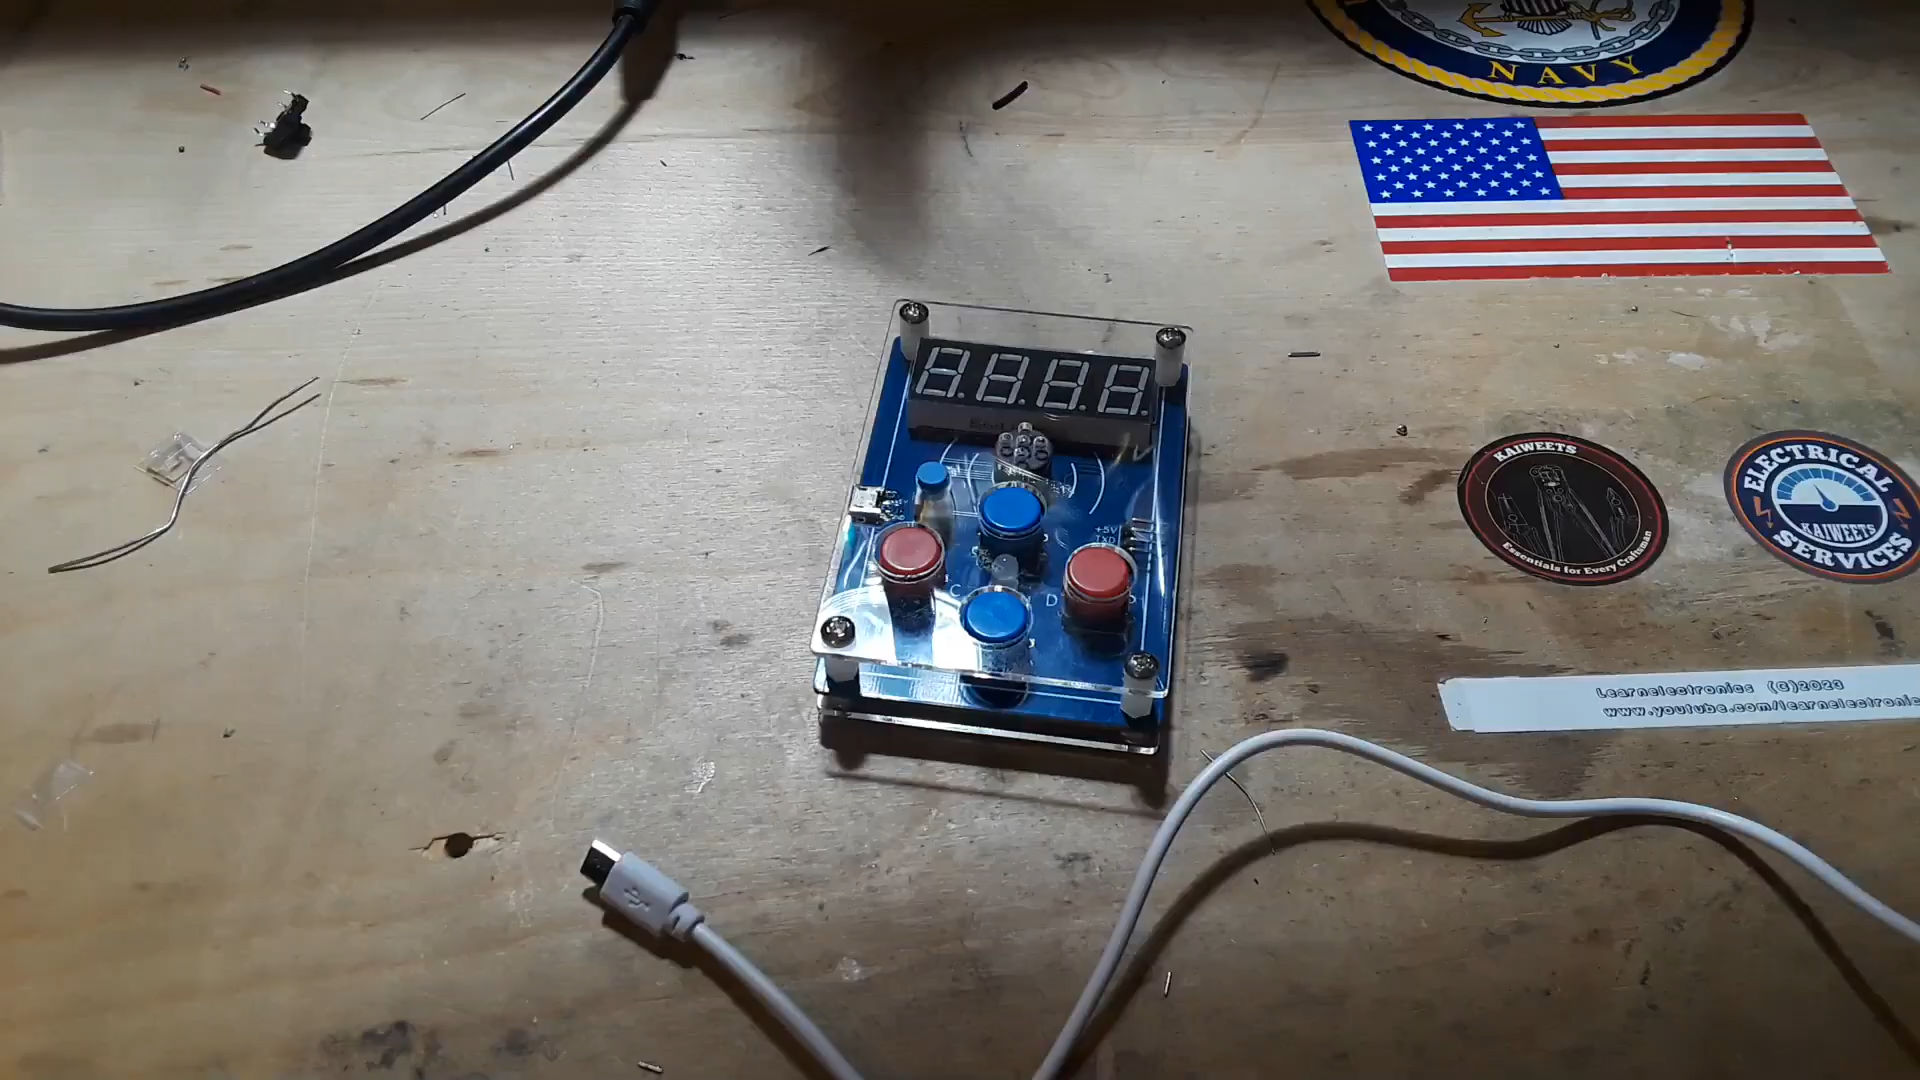 NAVY
KAIWEETS
Essentials for Every Craftsman
ELECTRICAL
KAIWEETS
SERVICES
+5V
TXD
C
D
Learnelectronics (C)2023
www.youtube.com/learnelectronic